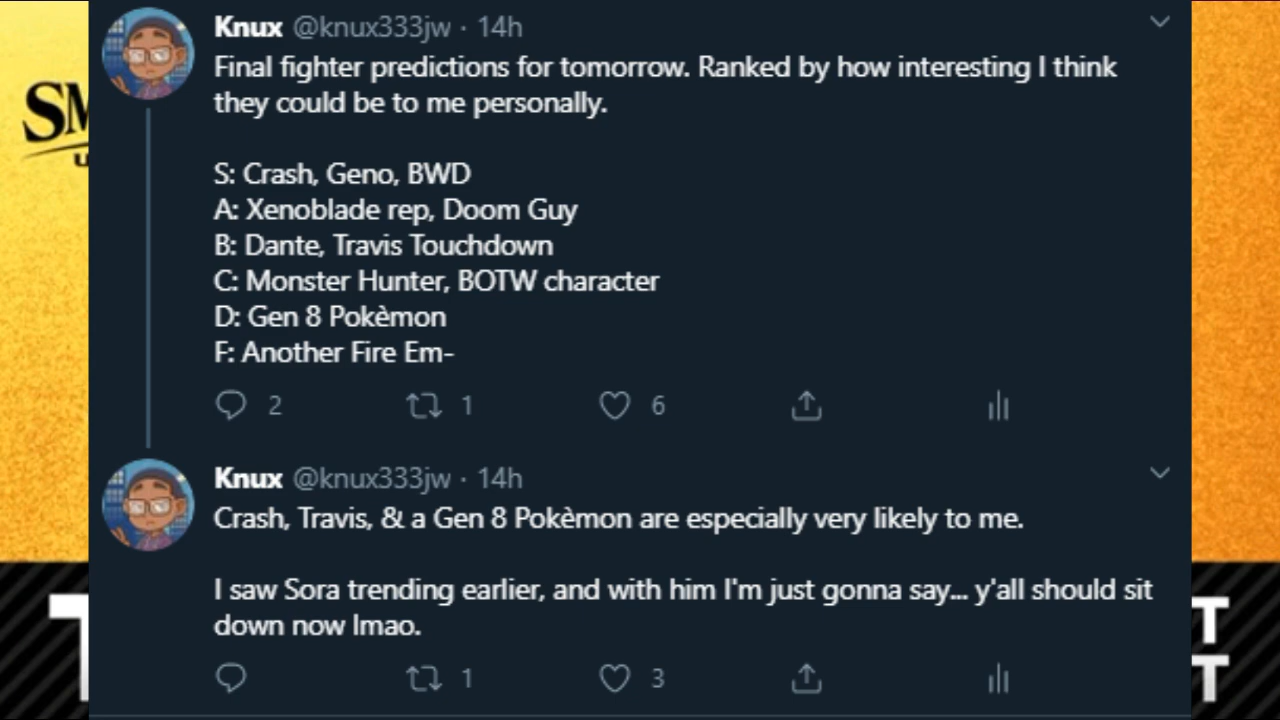 Knux @knux333jw · 14h
Final fighter predictions for tomorrow. Ranked by how interesting I think
they could be to me personally.
S: Crash, Geno, BWD
A: Xenoblade rep, Doom Guy
B: Dante, Travis Touchdown
C: Monster Hunter, BOTW character
D: Gen 8 Pokèmon
F: Another Fire Em-
2 1 6
Knux @knux333jw · 14h
Crash, Travis, & a Gen 8 Pokèmon are especially very likely to me.
I saw Sora trending earlier, and with him I'm just gonna say... y'all should sit
down now lmao.
1 3